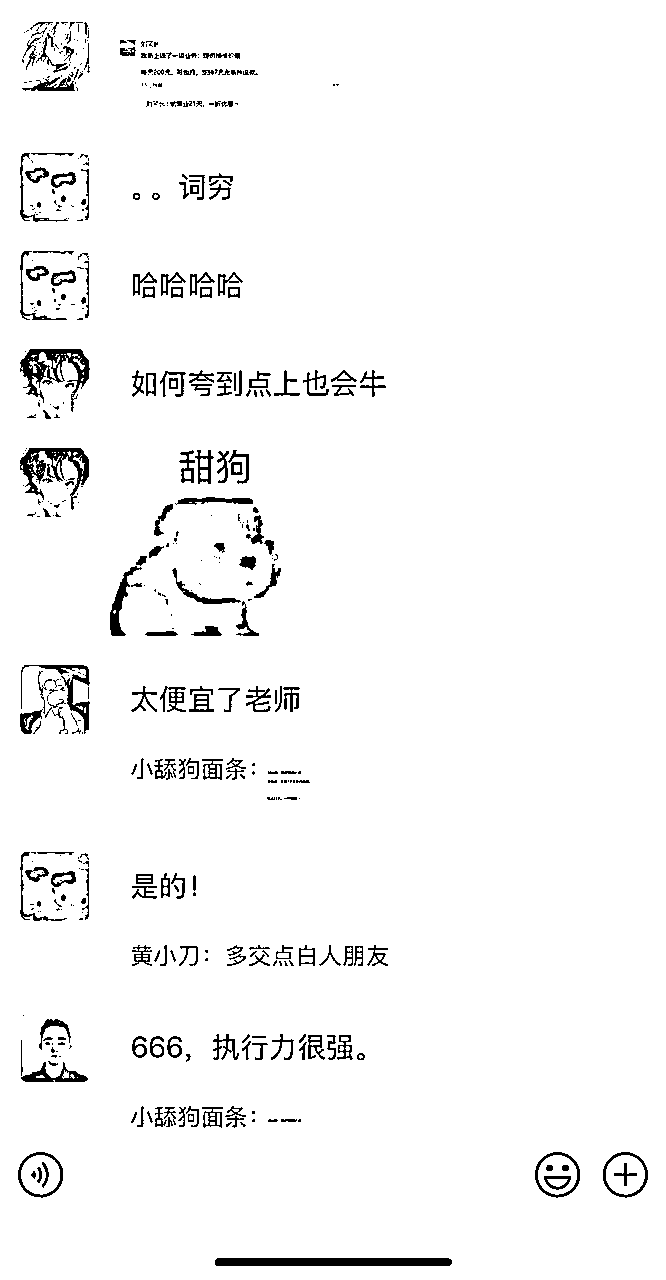 。。词穷
哈哈哈哈
如何夸到点上也会牛
甜狗
太便宜了老师
小舔狗面条：
是的！
黄小刀：多交点白人朋友
666，执行力很强。
小舔狗面条：